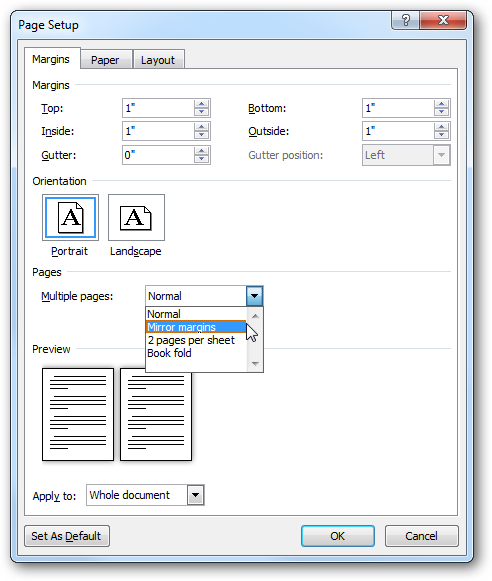 Page Setup
Margins Paper Layout
Margins
Top: 1" Bottom: 1"
Inside: 1" Outside: 1"
Gutter: 0" Gutter position: Left
Orientation
A A
Portrait Landscape
Pages
Multiple pages: Normal
Normal
Mirror margins
2 pages per sheet
Book fold
Preview
Apply to: Whole document
Set As Default OK Cancel